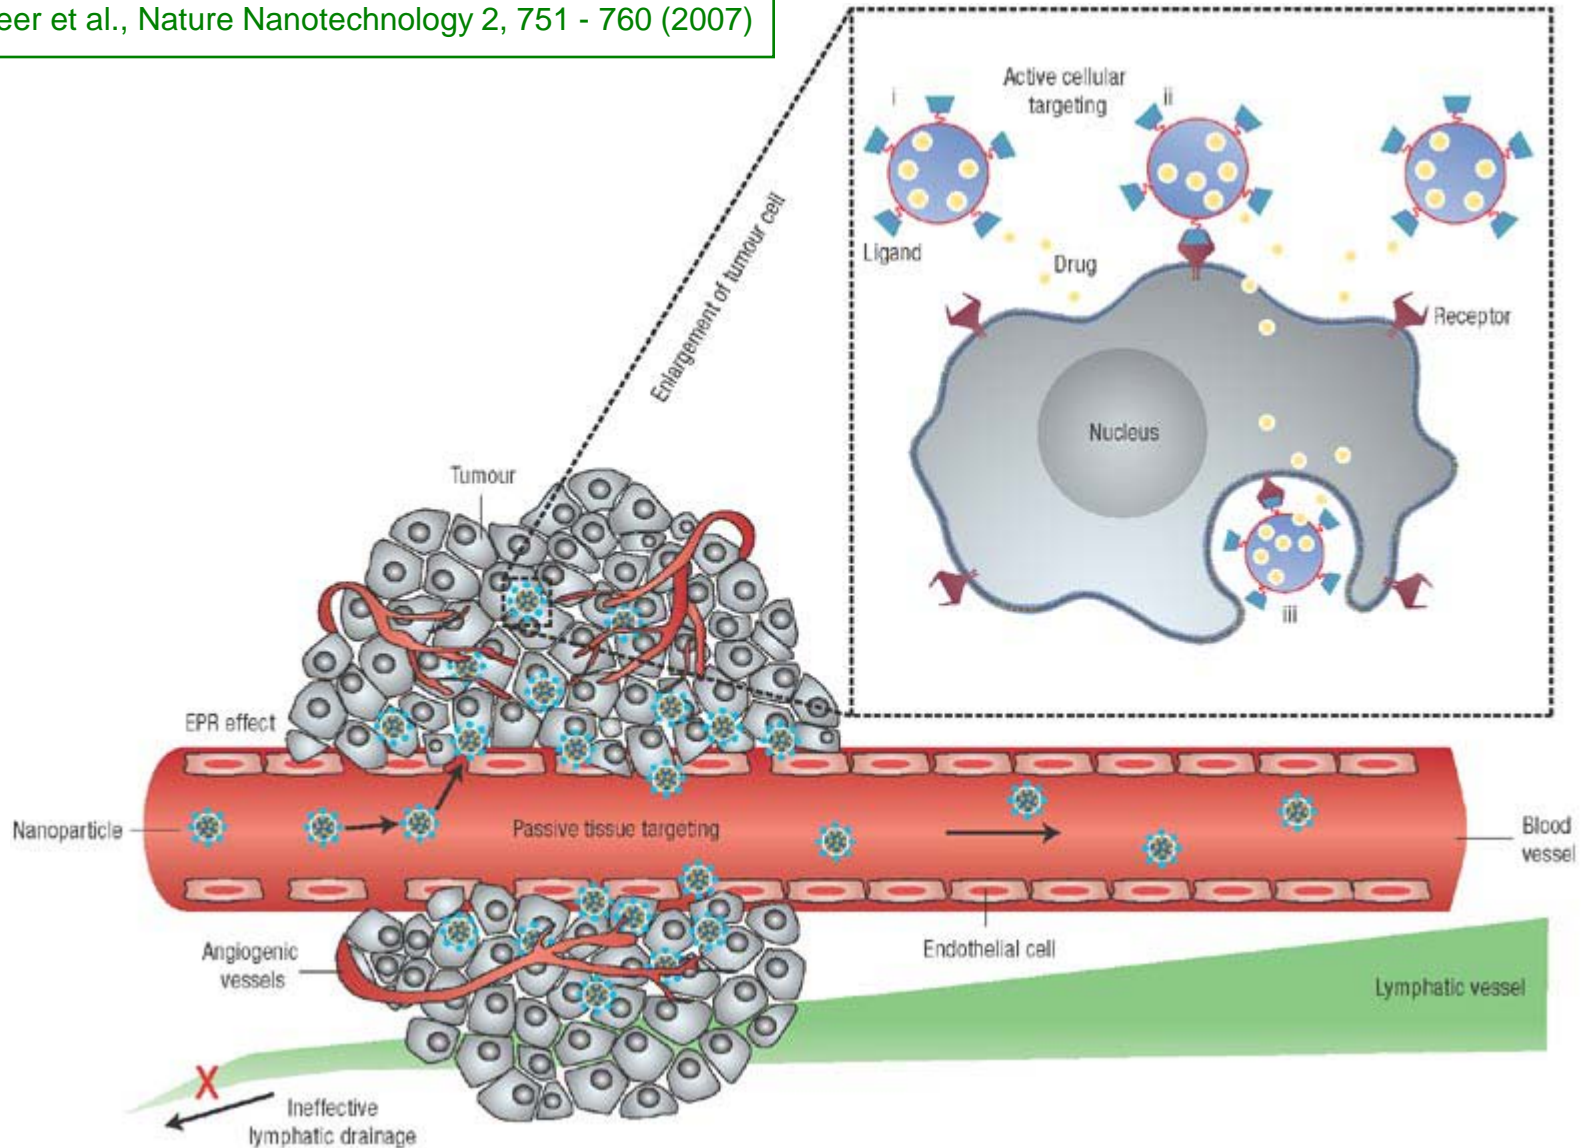 et al., Nature Nanotechnology 2, 751 - 760 (2007)
Active cellular
targeting
i
ii
Ligand
Drug
Receptor
Nucleus
iii
Enlargement of tumour cell
Tumour
EPR effect
Nanoparticle
Passive tissue targeting
Blood
vessel
Angiogenic
vessels
Endothelial cell
Lymphatic vessel
X
Ineffective
lymphatic drainage